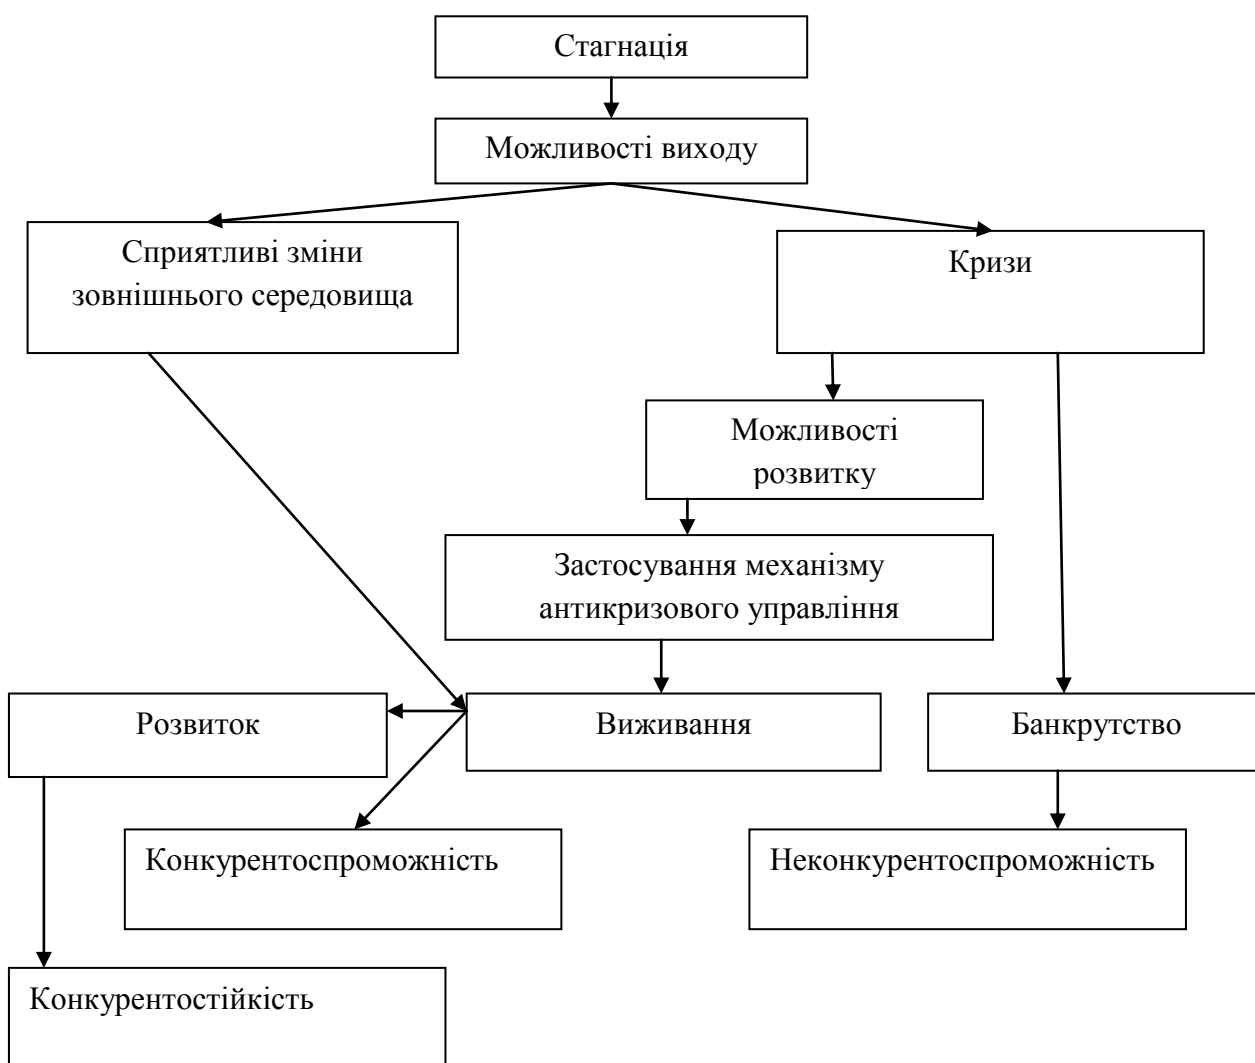 Стагнація
Можливості виходу
Сприятливі зміни
зовнішнього середовища
Кризи
Можливості
розвитку
Застосування механізму
антикризового управління
Розвиток
Виживання
Банкрутство
Конкурентоспроможність
Неконкурентоспроможність
Конкурентостійкість